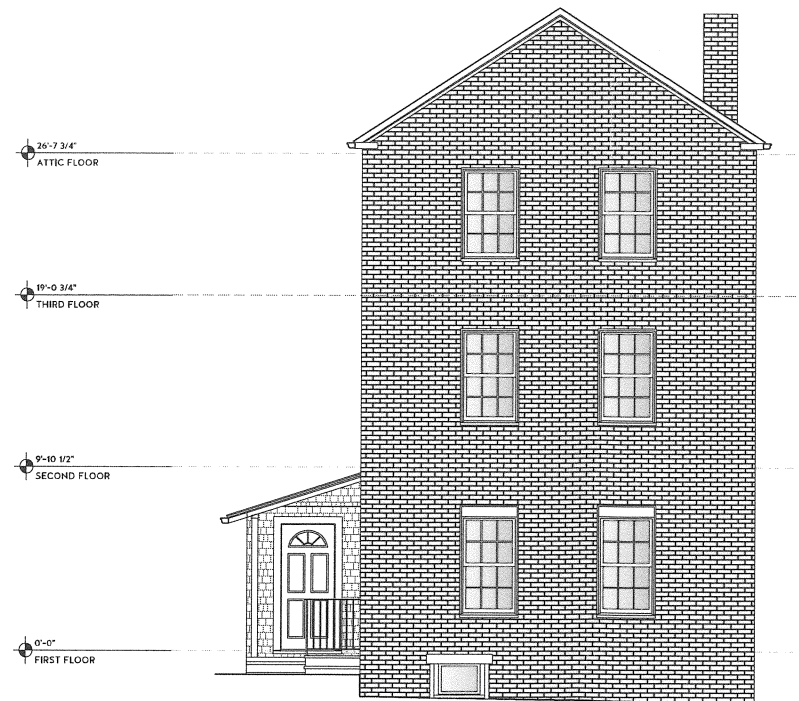 26'-7 3/4"
ATTIC FLOOR
19'-0 3/4"
THIRD FLOOR
9'-10 1/2"
SECOND FLOOR
0'-0"
FIRST FLOOR